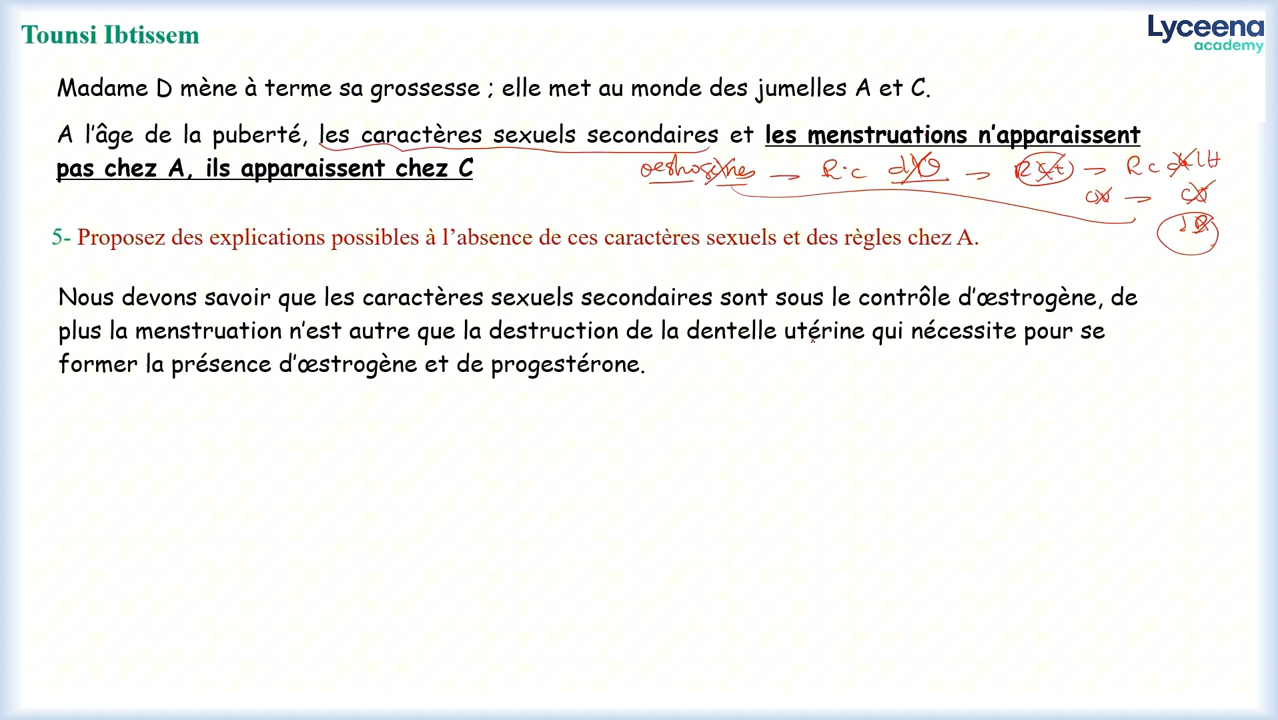 Tounsi Ibtissem
Lyceena
academy
Madame D mène à terme sa grossesse ; elle met au monde des jumelles A et C.
A l’âge de la puberté, les caractères sexuels secondaires et les menstruations n’apparaissent
pas chez A, ils apparaissent chez C
5- Proposez des explications possibles à l’absence de ces caractères sexuels et des règles chez A.
Nous devons savoir que les caractères sexuels secondaires sont sous le contrôle d’œstrogène, de
plus la menstruation n’est autre que la destruction de la dentelle utérine qui nécessite pour se
former la présence d’œstrogène et de progestérone.